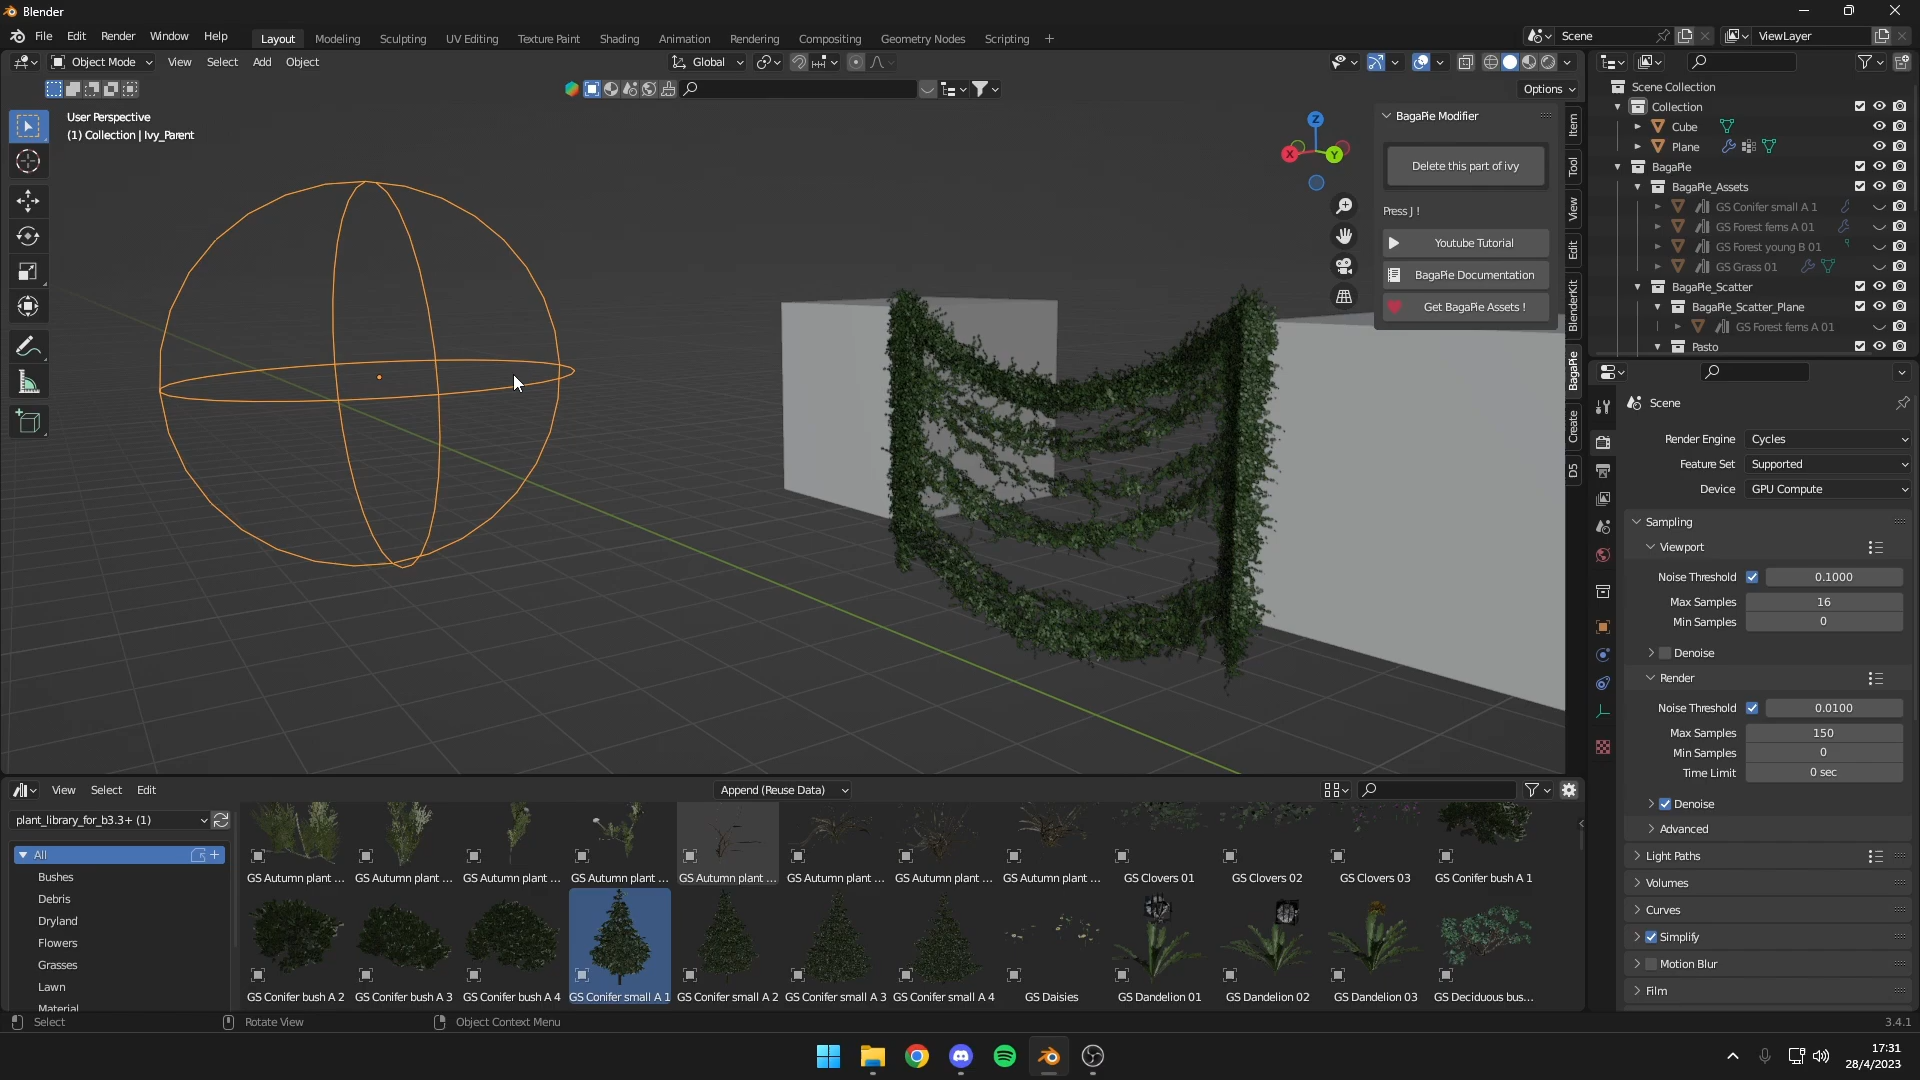 Blender
File Edit Render Window Help Layout Modeling Sculpting UV Editing Texture Paint Shading Animation Rendering Compositing Geometry Nodes Scripting + Scene ViewLayer
Object Mode View Select Add Object Global
Options
User Perspective
(1) Collection | Ivy_Parent
Z
X
Y
BagaPie Modifier
Delete this part of ivy
Press J !
Youtube Tutorial
BagaPie Documentation
Get BagaPie Assets !
Item
Tool
View
Edit
BlenderKit
BagaPie
Create
D5
Scene Collection
Collection
Cube
Plane
BagaPie
BagaPie_Assets
GS Conifer small A 1
GS Forest ferns A 01
GS Forest young B 01
GS Grass 01
BagaPie_Scatter
BagaPie_Scatter_Plane
GS Forest ferns A 01
Pasto
Scene
Render Engine Cycles
Feature Set Supported
Device GPU Compute
Sampling
Viewport
Noise Threshold 0.1000
Max Samples 16
Min Samples 0
Denoise
Render
Noise Threshold 0.0100
Max Samples 150
Min Samples 0
Time Limit 0 sec
Denoise
Advanced
Light Paths
Volumes
Curves
Simplify
Motion Blur
Film
View Select Edit Append (Reuse Data)
plant_library_for_b3.3+ (1)
All
Bushes
Debris
Dryland
Flowers
Grasses
Lawn
Material
GS Autumn plant ... GS Autumn plant ... GS Autumn plant ... GS Autumn plant ... GS Autumn plant ... GS Autumn plant ... GS Autumn plant ... GS Autumn plant ... GS Clovers 01 GS Clovers 02 GS Clovers 03 GS Conifer bush A 1
GS Conifer bush A 2 GS Conifer bush A 3 GS Conifer bush A 4 GS Conifer small A 1 GS Conifer small A 2 GS Conifer small A 3 GS Conifer small A 4 GS Daisies GS Dandelion 01 GS Dandelion 02 GS Dandelion 03 GS Deciduous bus...
Select Rotate View Object Context Menu 3.4.1
17:31
28/4/2023